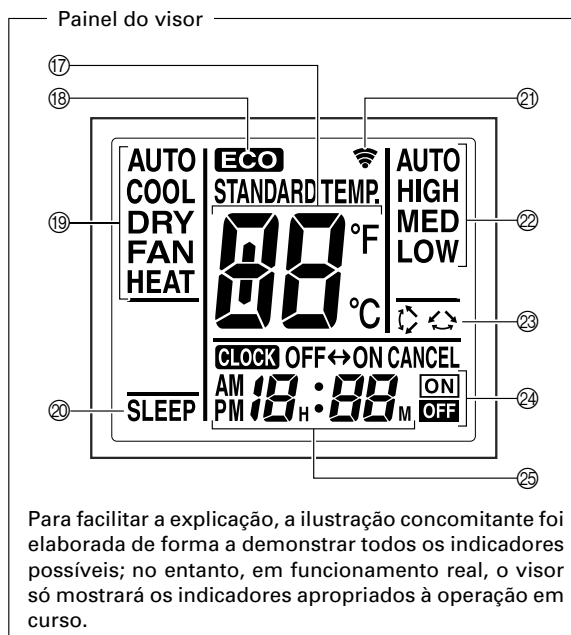 Painel do visor
⑰
⑱
㉑
AUTO
COOL
DRY
FAN
HEAT
⑲
ECO
STANDARD TEMP.
88
°F
°C
AUTO
HIGH
MED
LOW
㉒
㉓
CLOCK OFF↔ON CANCEL
AM
PM
18 H : 88 M
ON
OFF
㉔
⑳
SLEEP
㉕
Para facilitar a explicação, a ilustração concomitante foi
elaborada de forma a demonstrar todos os indicadores
possíveis; no entanto, em funcionamento real, o visor
só mostrará os indicadores apropriados à operação em
curso.